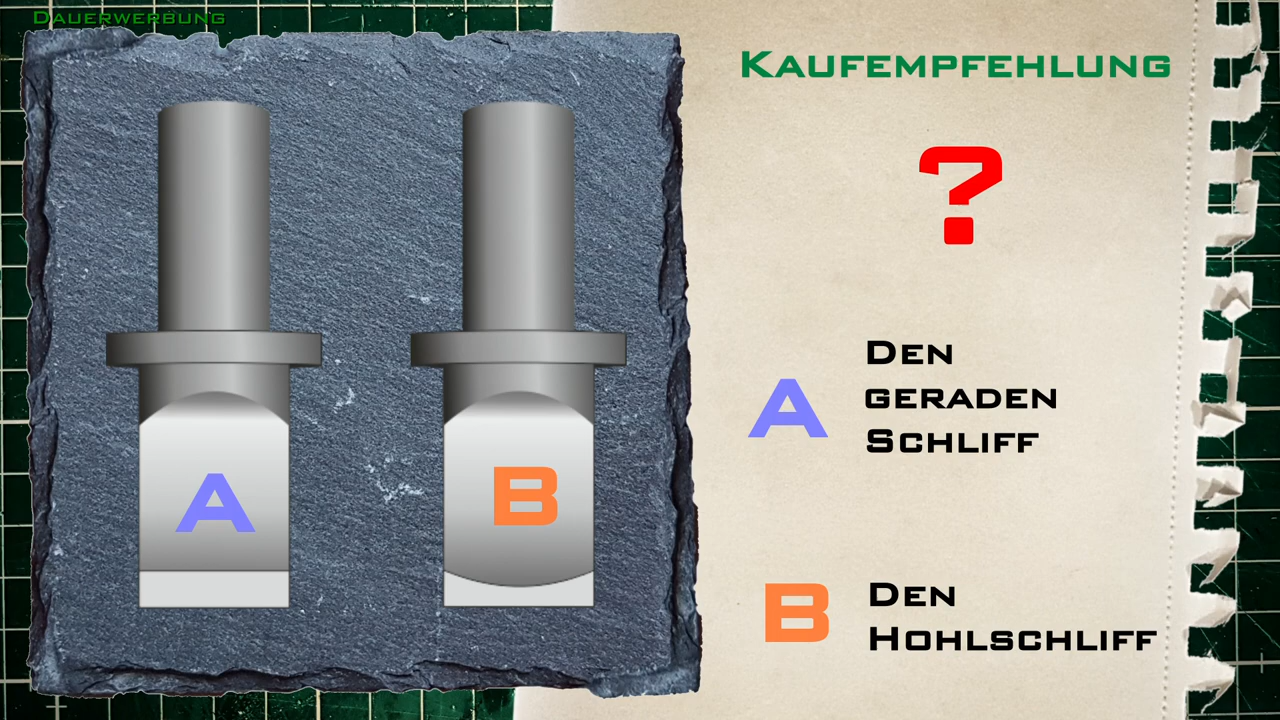 Dauerwerbung
Kaufempfehlung
?
A
B
A
Den
geraden
Schliff
B
Den
Hohlschliff